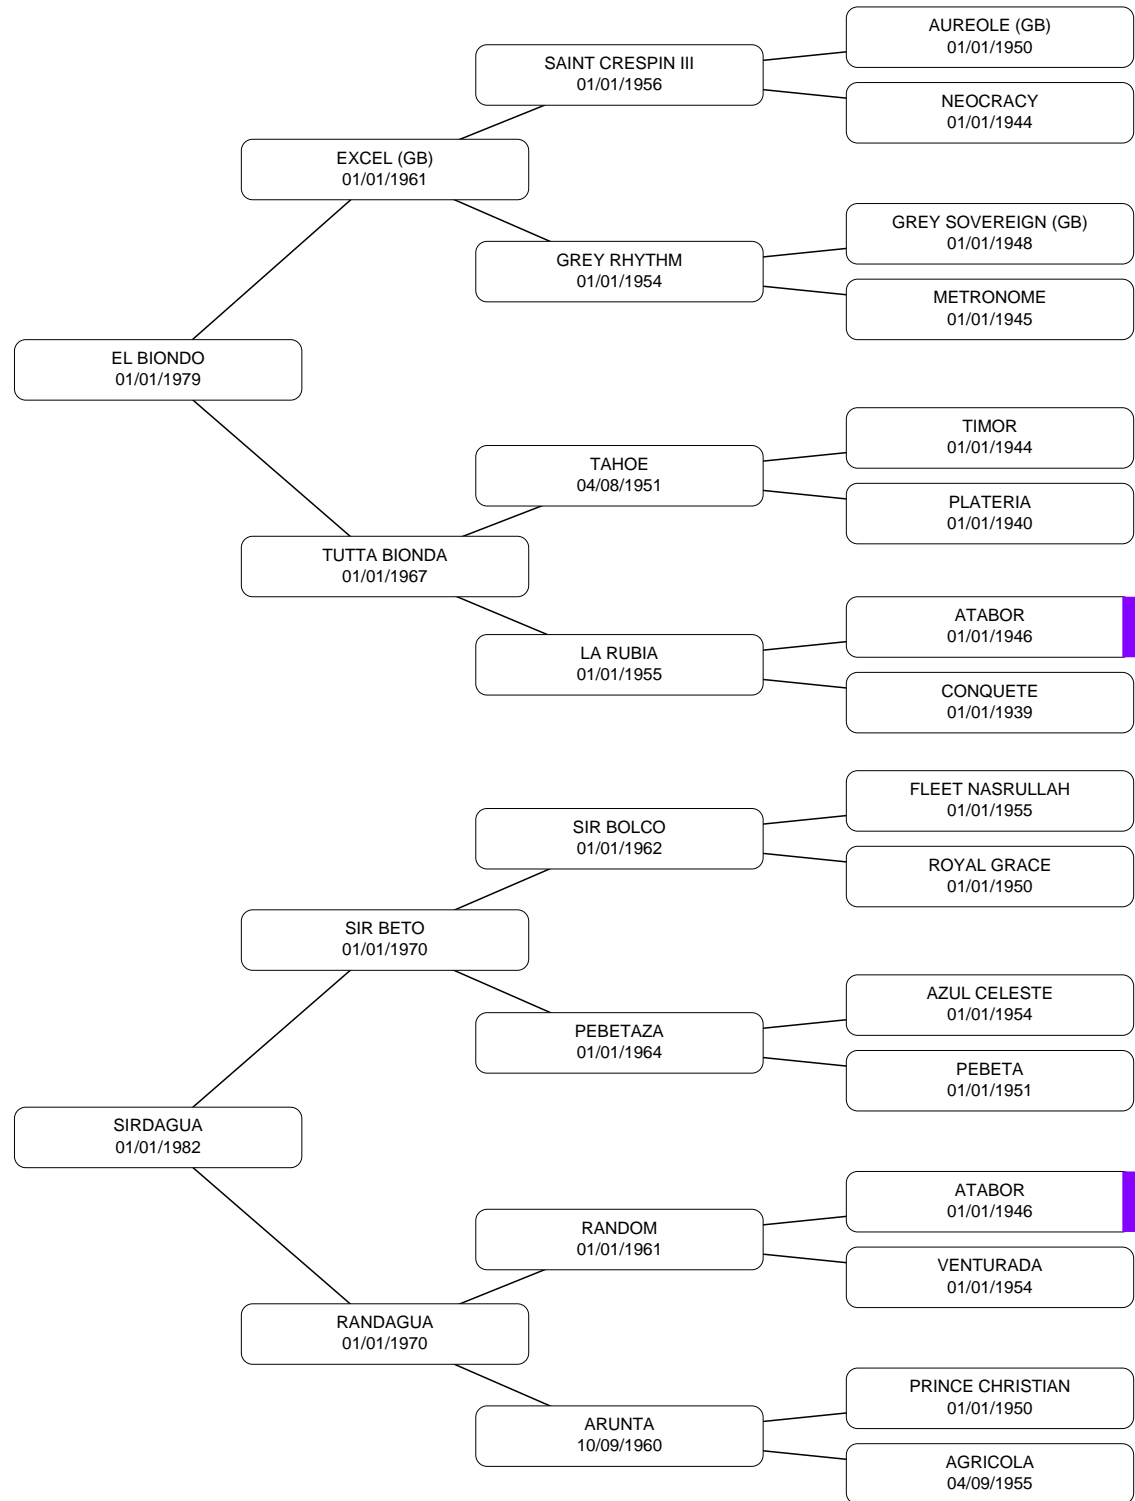 AUREOLE (GB)
01/01/1950
SAINT CRESPIN III
01/01/1956
NEOCRACY
01/01/1944
EXCEL (GB)
01/01/1961
GREY SOVEREIGN (GB)
01/01/1948
GREY RHYTHM
01/01/1954
METRONOME
01/01/1945
EL BIONDO
01/01/1979
TIMOR
01/01/1944
TAHOE
04/08/1951
PLATERIA
01/01/1940
TUTTA BIONDA
01/01/1967
ATABOR
01/01/1946
LA RUBIA
01/01/1955
CONQUETE
01/01/1939
FLEET NASRULLAH
01/01/1955
SIR BOLCO
01/01/1962
ROYAL GRACE
01/01/1950
SIR BETO
01/01/1970
AZUL CELESTE
01/01/1954
PEBETAZA
01/01/1964
PEBETA
01/01/1951
SIRDAGUA
01/01/1982
ATABOR
01/01/1946
RANDOM
01/01/1961
VENTURADA
01/01/1954
RANDAGUA
01/01/1970
PRINCE CHRISTIAN
01/01/1950
ARUNTA
10/09/1960
AGRICOLA
04/09/1955